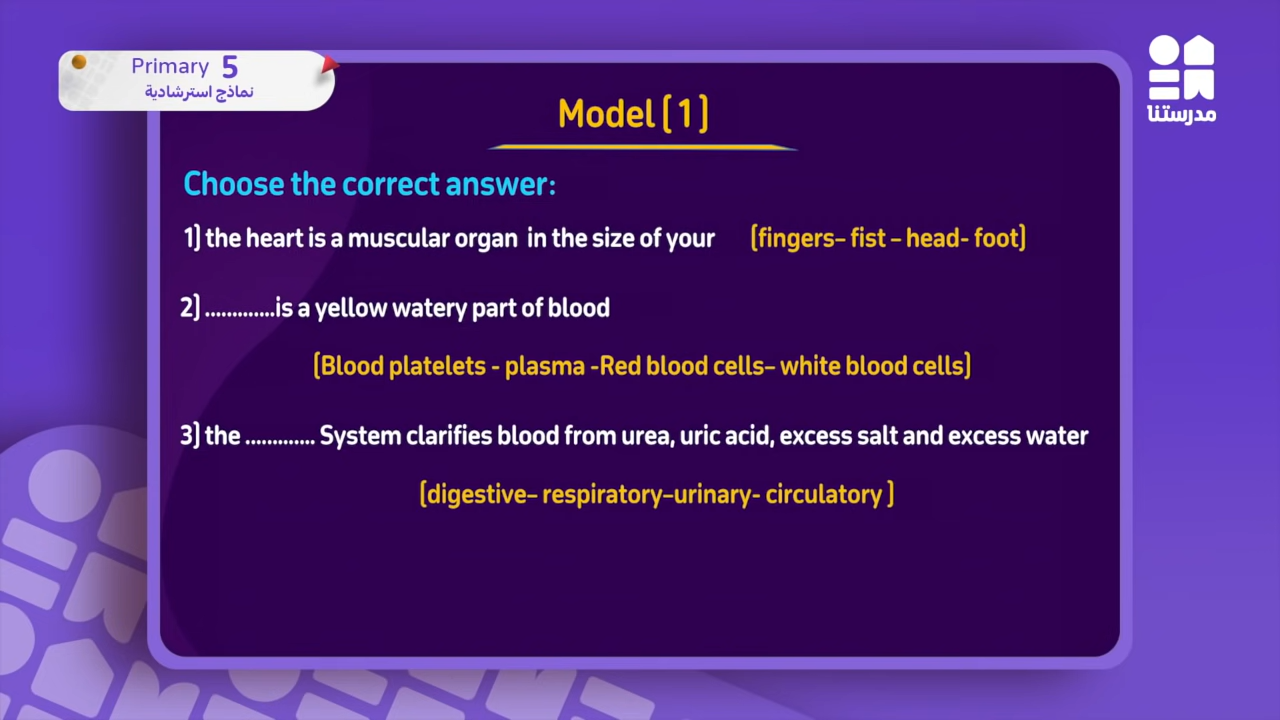 Primary 5
نماذج استرشادية
مدرستنا
Model (1)
Choose the correct answer:
1) the heart is a muscular organ in the size of your (fingers– fist – head- foot)
2) .............is a yellow watery part of blood
(Blood platelets - plasma -Red blood cells– white blood cells)
3) the ............. System clarifies blood from urea, uric acid, excess salt and excess water
(digestive– respiratory–urinary- circulatory )